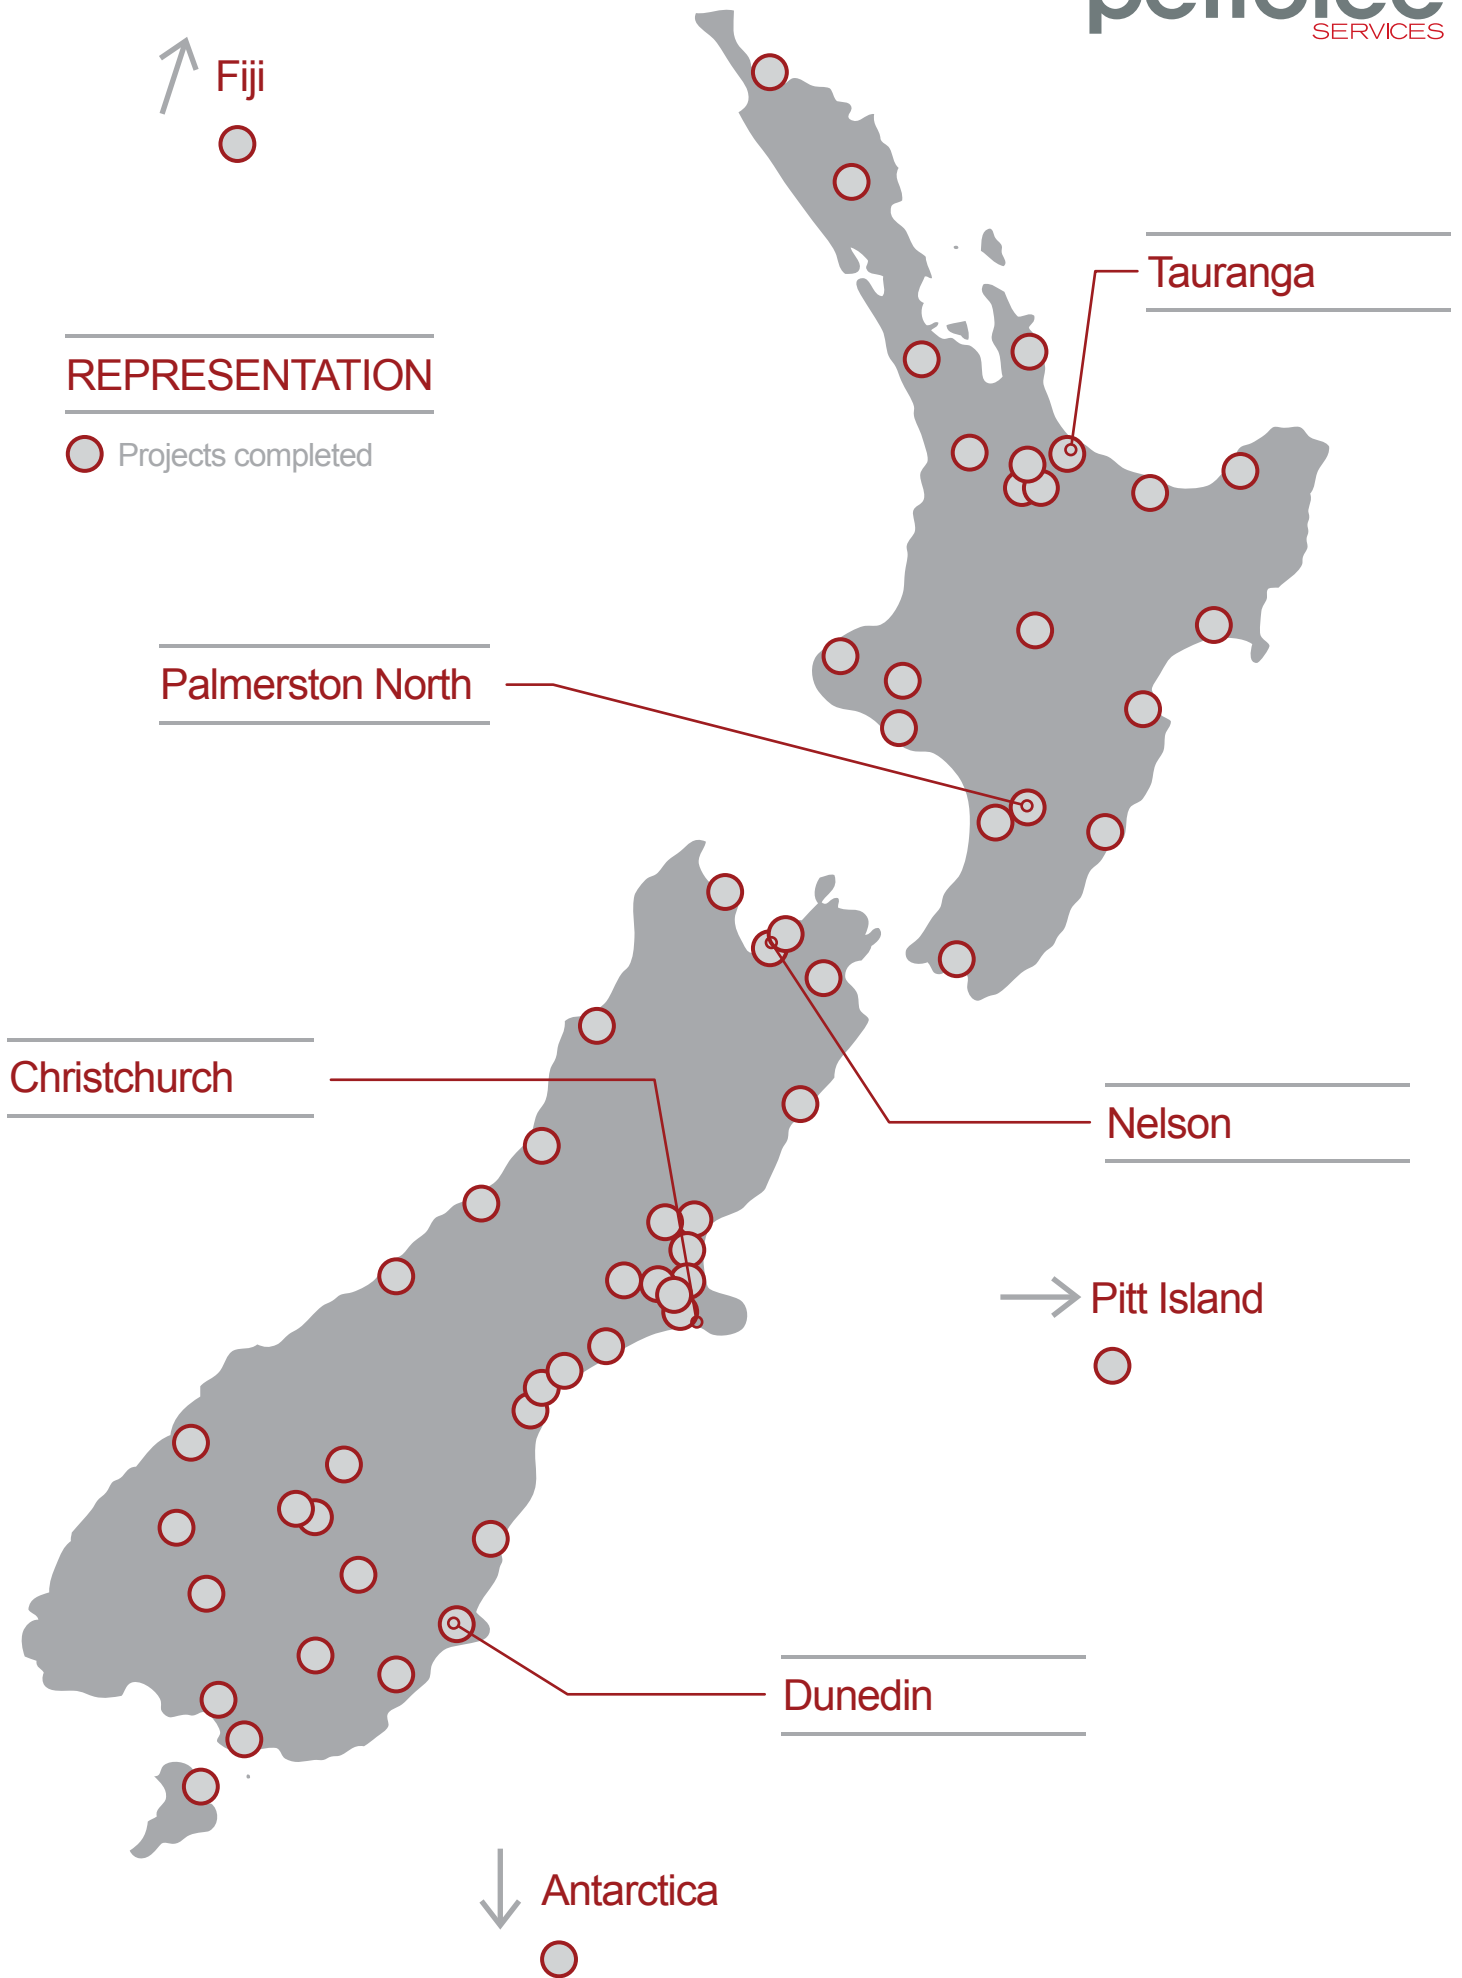 SERVICES
Fiji
Tauranga
REPRESENTATION
Projects completed
Palmerston North
Christchurch
Nelson
Pitt Island
Dunedin
Antarctica